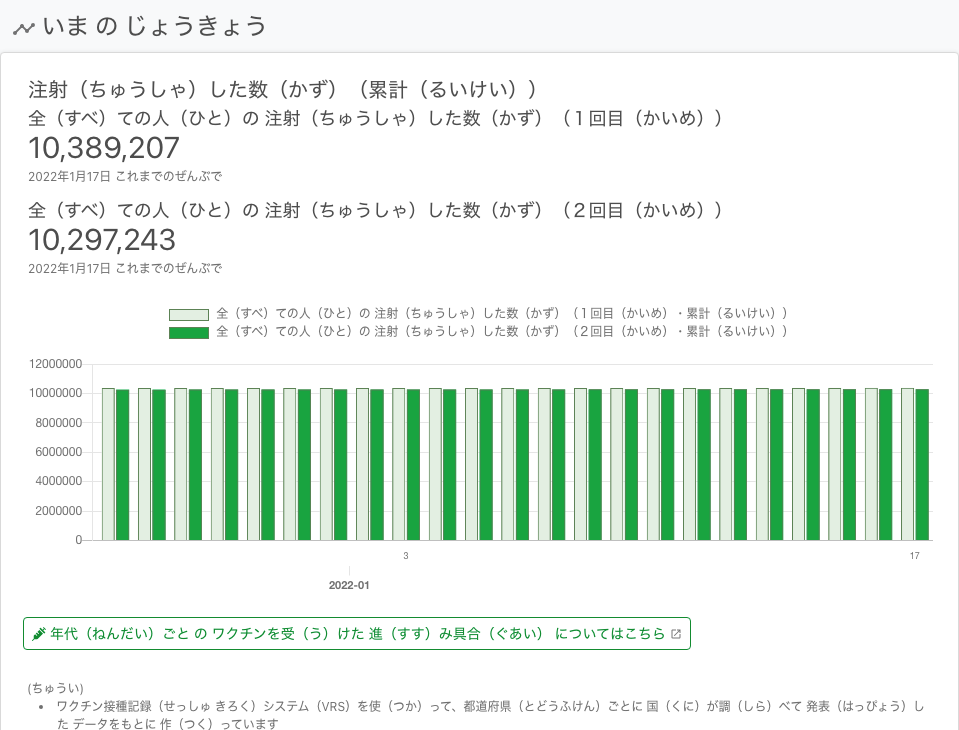 いま の じょうきょう
注射（ちゅうしゃ）した数（かず）（累計（るいけい））
全（すべ）ての人（ひと）の 注射（ちゅうしゃ）した数（かず）（１回目（かいめ））
10,389,207
2022年1月17日 これまでのぜんぶで
全（すべ）ての人（ひと）の 注射（ちゅうしゃ）した数（かず）（２回目（かいめ））
10,297,243
2022年1月17日 これまでのぜんぶで
全（すべ）ての人（ひと）の 注射（ちゅうしゃ）した数（かず）（１回目（かいめ）・累計（るいけい））
全（すべ）ての人（ひと）の 注射（ちゅうしゃ）した数（かず）（２回目（かいめ）・累計（るいけい））
12000000
10000000
8000000
6000000
4000000
2000000
0
3 17
2022-01
年代（ねんだい）ごと の ワクチンを受（う）けた 進（すす）み具合（ぐあい） についてはこちら
(ちゅうい)
• ワクチン接種記録（せっしゅ きろく）システム（VRS）を使（つか）って、都道府県（とどうふけん）ごとに 国（くに）が調（しら）べて 発表（はっぴょう）し
た データをもとに 作（つく）っています